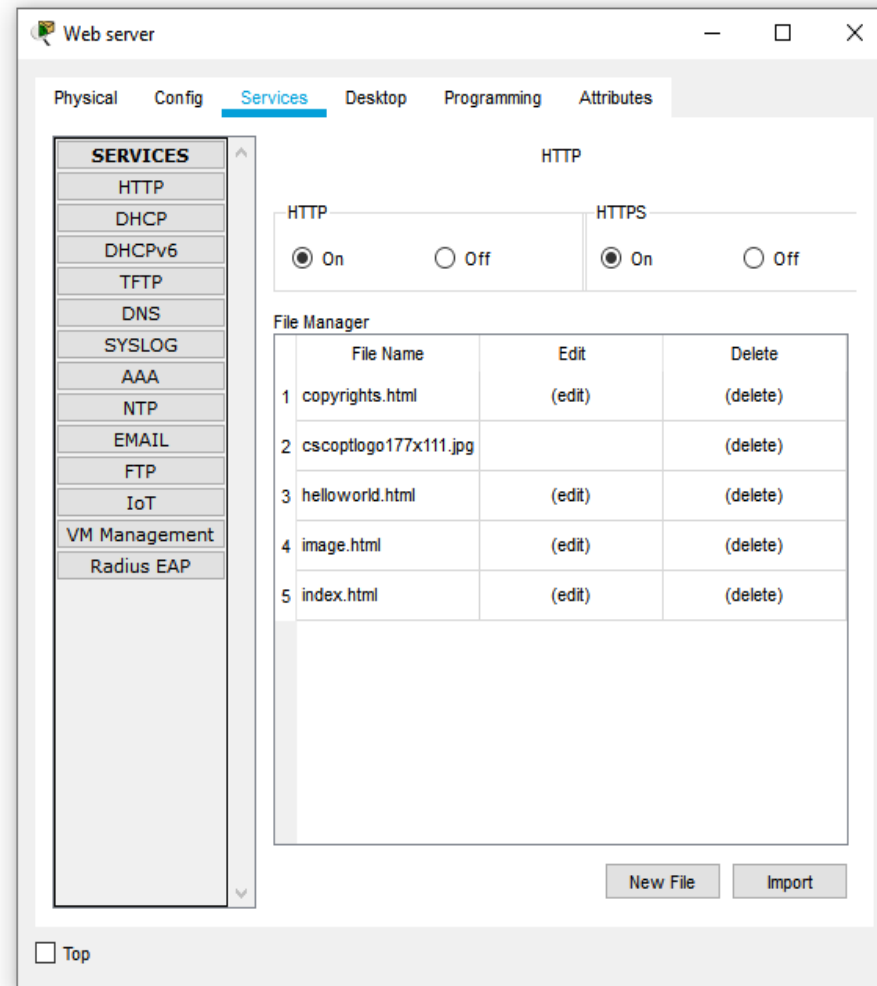 Web server
Physical Config Services Desktop Programming Attributes
SERVICES
HTTP
DHCP
DHCPv6
TFTP
DNS
SYSLOG
AAA
NTP
EMAIL
FTP
IoT
VM Management
Radius EAP
HTTP
HTTP HTTPS
On Off On Off
File Manager
File Name Edit Delete
1 copyrights.html (edit) (delete)
2 cscoptlogo177x111.jpg (delete)
3 helloworld.html (edit) (delete)
4 image.html (edit) (delete)
5 index.html (edit) (delete)
New File Import
Top